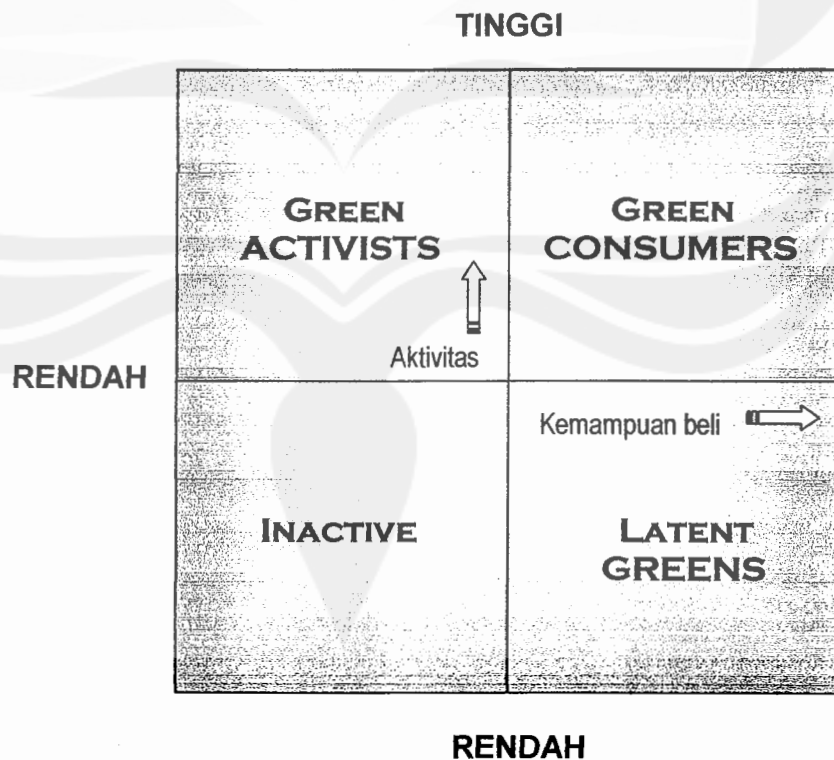 TINGGI
GREEN
ACTIVISTS
GREEN
CONSUMERS
Aktivitas
RENDAH
Kemampuan beli
INACTIVE
LATENT
GREENS
RENDAH